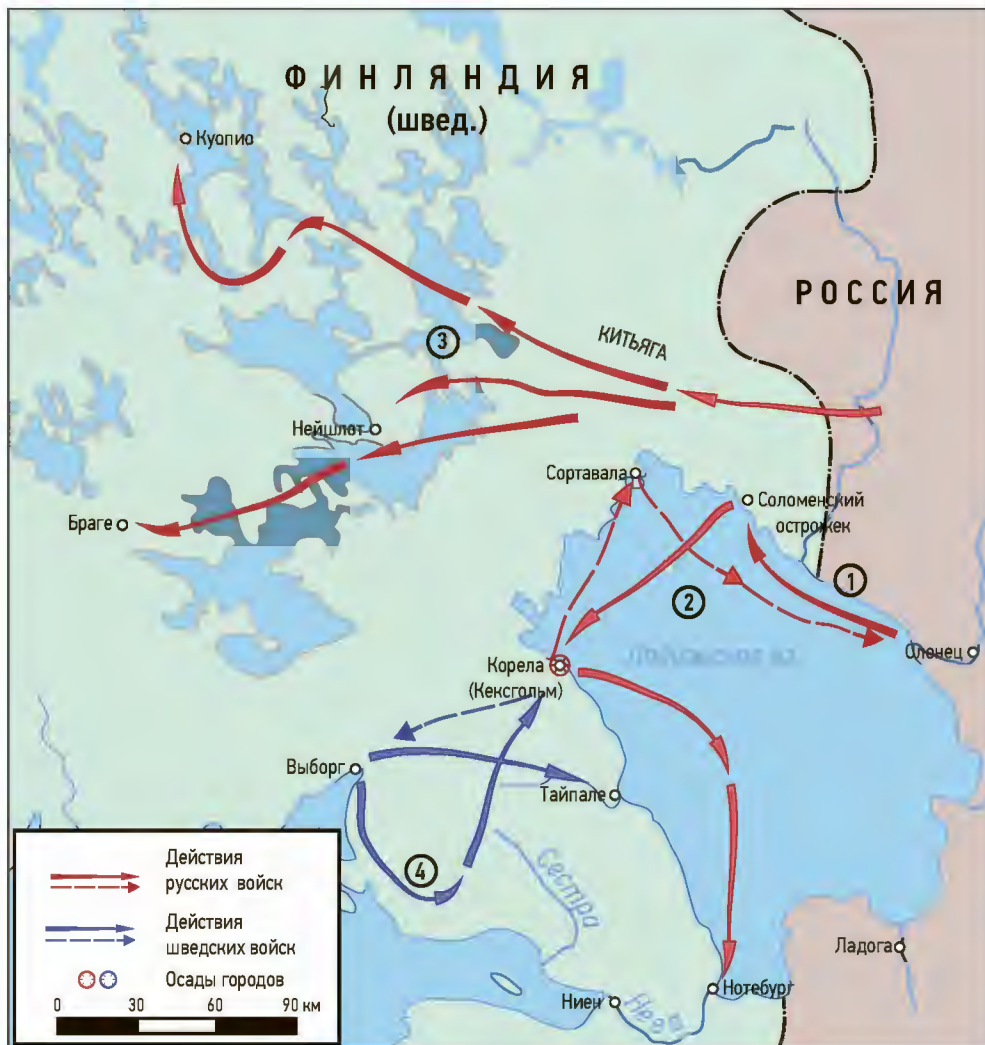 ФИНЛЯНДИЯ
(швед.)
Куопио
РОССИЯ
3
КИТЬЯГА
Нейшлот
Сортавала
Соломенский
острожек
Браге
1
2
Олонец
Корела
(Кексгольм)
Выборг
Тайпале
4
Сестра
Ладога
Нотебург
Ниен
Нева
Действия
русских войск
Действия
шведских войск
Осады городов
0 30 60 90 км